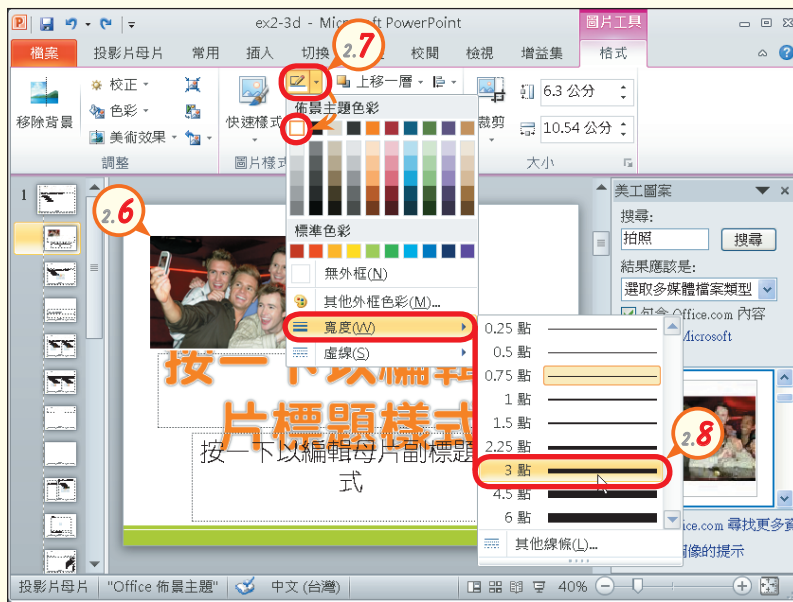 ex2-3d - Microsoft PowerPoint
圖片工具
檔案 投影片母片 常用 插入 切換 校閱 檢視 增益集 格式
2.7
移除背景
校正
色彩
美術效果
調整
快速樣式
圖片樣式
上移一層
裁剪
6.3 公分
10.54 公分
大小
佈景主題色彩
標準色彩
無外框(N)
其他外框色彩(M)...
寬度(W)
虛線(S)
0.25 點
0.5 點
0.75 點
1 點
1.5 點
2.25 點
3 點
4.5 點
6 點
其他線條(L)...
2.8
1
2.6
按一下以編輯
片標題樣式
按一下以編輯母片副標題
式
美工圖案
搜尋:
拍照 搜尋
結果應該是:
選取多媒體檔案類型
包含 Office.com 內容
Microsoft
ice.com 尋找更多
像的提示
投影片母片 "Office 佈景主題" 中文 (台灣) 40%